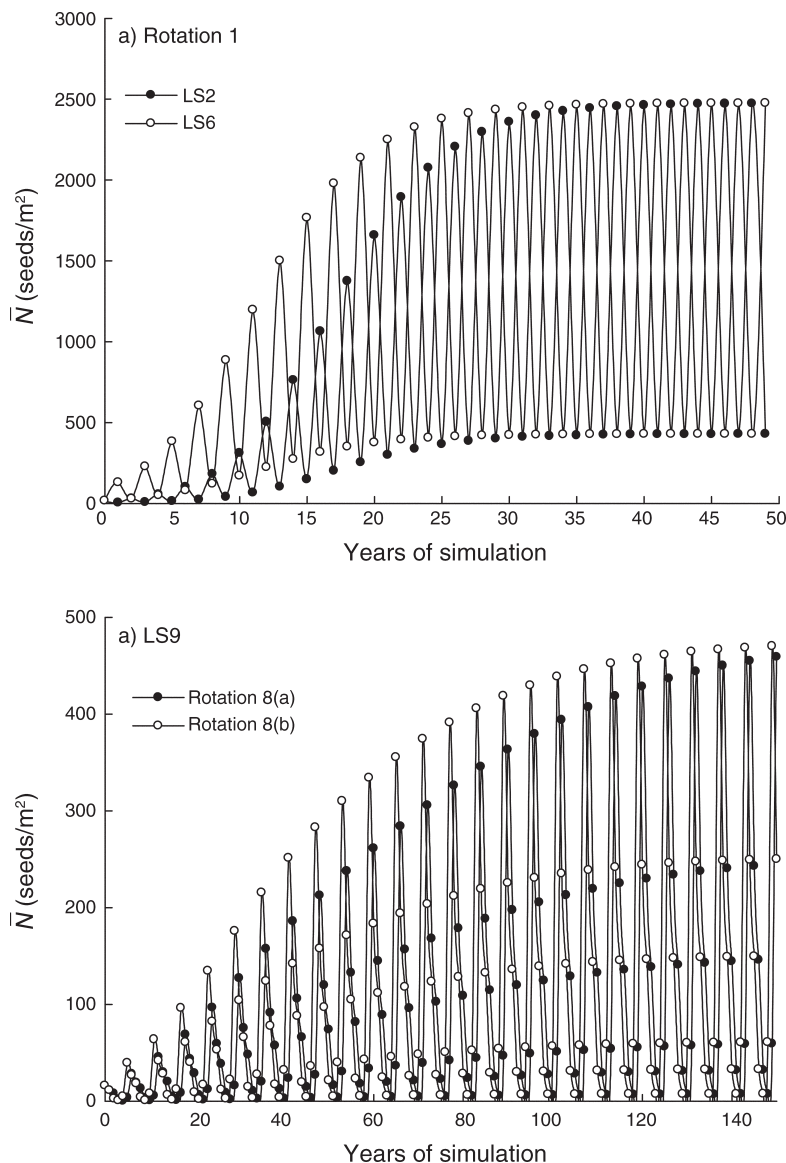 a) Rotation 1
LS2
LS6
3000
2500
2000
1500
1000
500
0
N̅ (seeds/m²)
0 5 10 15 20 25 30 35 40 45 50
Years of simulation
a) LS9
Rotation 8(a)
Rotation 8(b)
500
400
300
200
100
0
N̅ (seeds/m²)
0 20 40 60 80 100 120 140
Years of simulation